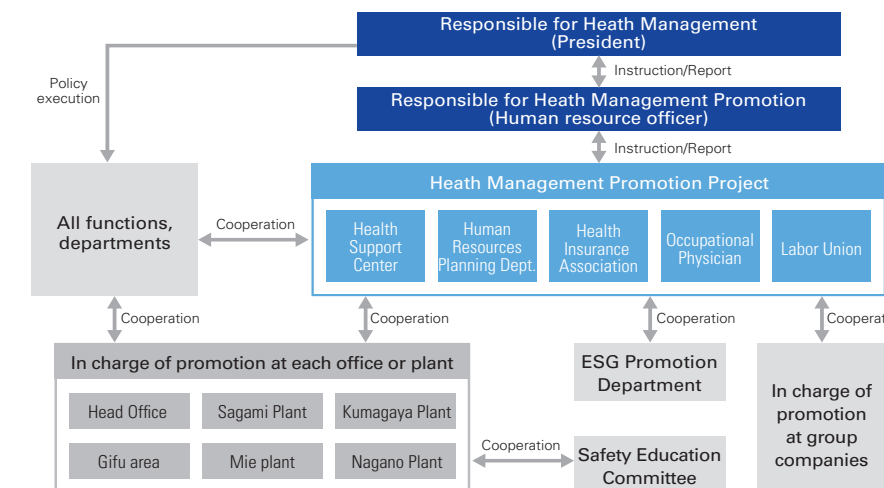 Responsible for Heath Management
(President)
Instruction/Report
Policy
execution
Responsible for Heath Management Promotion
(Human resource officer)
Instruction/Report
Heath Management Promotion Project
All functions,
departments
Cooperation
Health
Support
Center
Human
Resources
Planning Dept.
Health
Insurance
Association
Occupational
Physician
Labor Union
Cooperation
Cooperation
Cooperation
Cooperat
In charge of promotion at each office or plant
Head Office
Sagami Plant
Kumagaya Plant
Gifu area
Mie plant
Nagano Plant
ESG Promotion
Department
Cooperation
Safety Education
Committee
In charge of
promotion
at group
companies